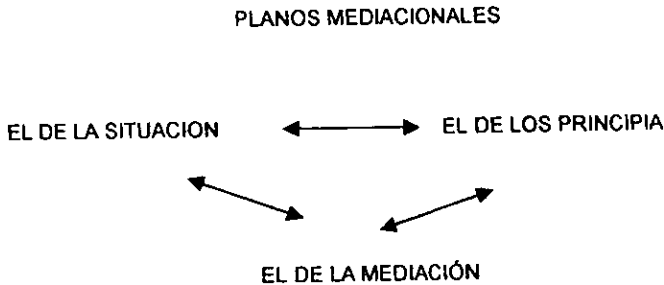 PLANOS MEDIACIONALES
EL DE LA SITUACION EL DE LOS PRINCIPIA
EL DE LA MEDIACIÓN